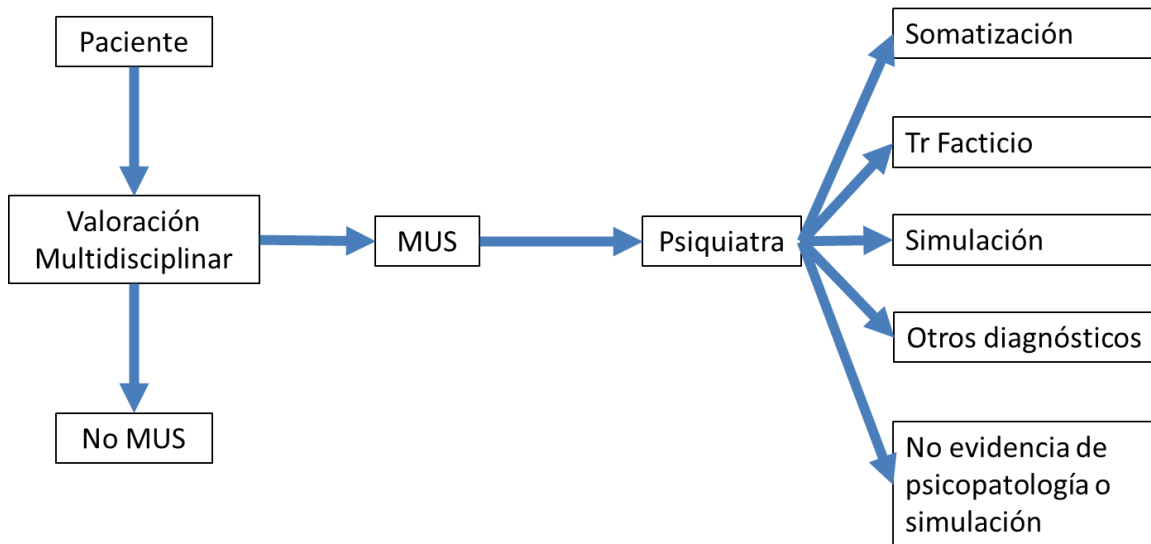 Paciente
Valoración
Multidisciplinar
No MUS
MUS
Psiquiatra
Somatización
Tr Facticio
Simulación
Otros diagnósticos
No evidencia de
psicopatología o
simulación